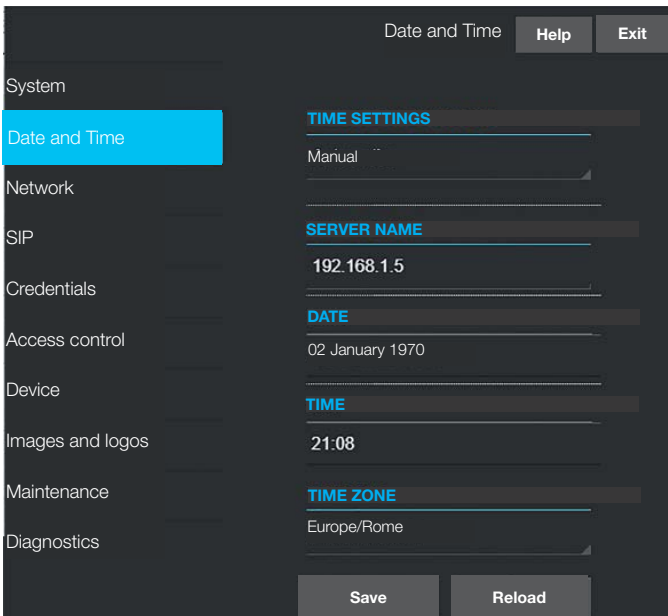 Date and Time
Help
Exit
System
Date and Time
Network
SIP
Credentials
Access control
Device
Images and logos
Maintenance
Diagnostics
TIME SETTINGS
Manual
SERVER NAME
192.168.1.5
DATE
02 January 1970
TIME
21:08
TIME ZONE
Europe/Rome
Save
Reload